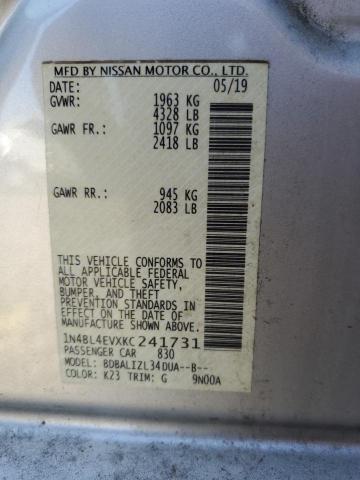 MFD BY NISSAN MOTOR CO., LTD.
DATE: 05/19
GVWR: 1963 KG
4328 LB
GAWR FR.: 1097 KG
2418 LB
GAWR RR.: 945 KG
2083 LB
THIS VEHICLE CONFORMS TO
ALL APPLICABLE FEDERAL
MOTOR VEHICLE SAFETY,
BUMPER, AND THEFT
PREVENTION STANDARDS IN
EFFECT ON THE DATE OF
MANUFACTURE SHOWN ABOVE.
1N4BL4EVXKC241731
PASSENGER CAR 830
MODEL: BDBALIZL34DUA--B--
COLOR: K23 TRIM: G 9N00A